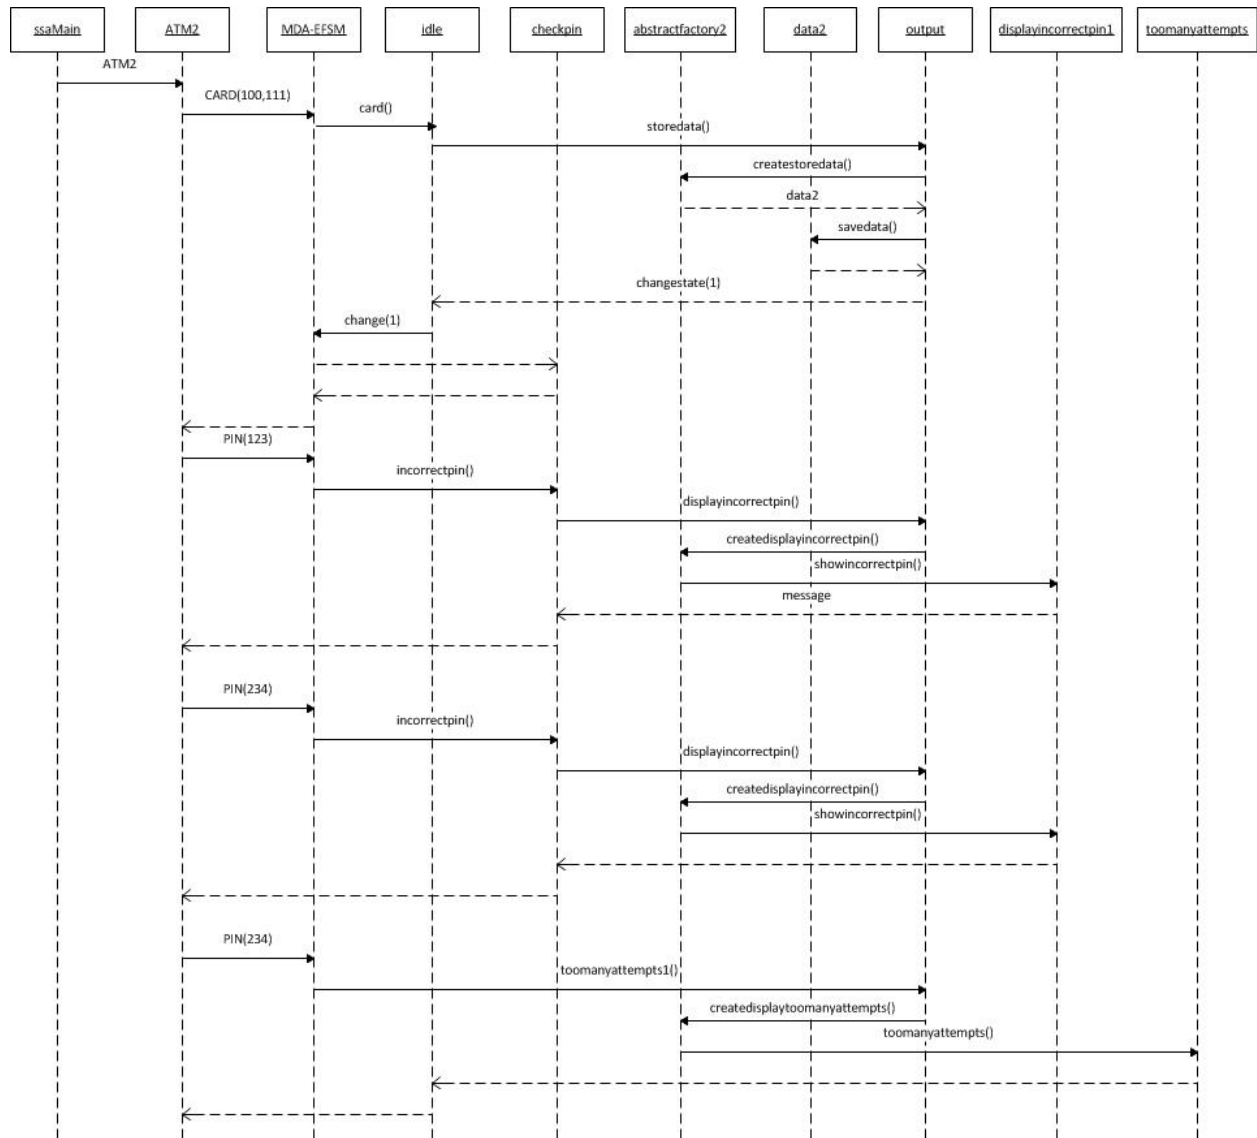 ssaMain
ATM2
MDA-EFSM
idle
checkpin
abstractfactory2
data2
output
displayincorrectpin1
toomanyattempts
ATM2
CARD(100,111)
card()
storedata()
createstoredata()
data2
savedata()
changestate(1)
change(1)
PIN(123)
incorrectpin()
displayincorrectpin()
createdisplayincorrectpin()
showincorrectpin()
message
PIN(234)
incorrectpin()
displayincorrectpin()
createdisplayincorrectpin()
showincorrectpin()
PIN(234)
toomanyattempts1()
createdisplaytoomanyattempts()
toomanyattempts()